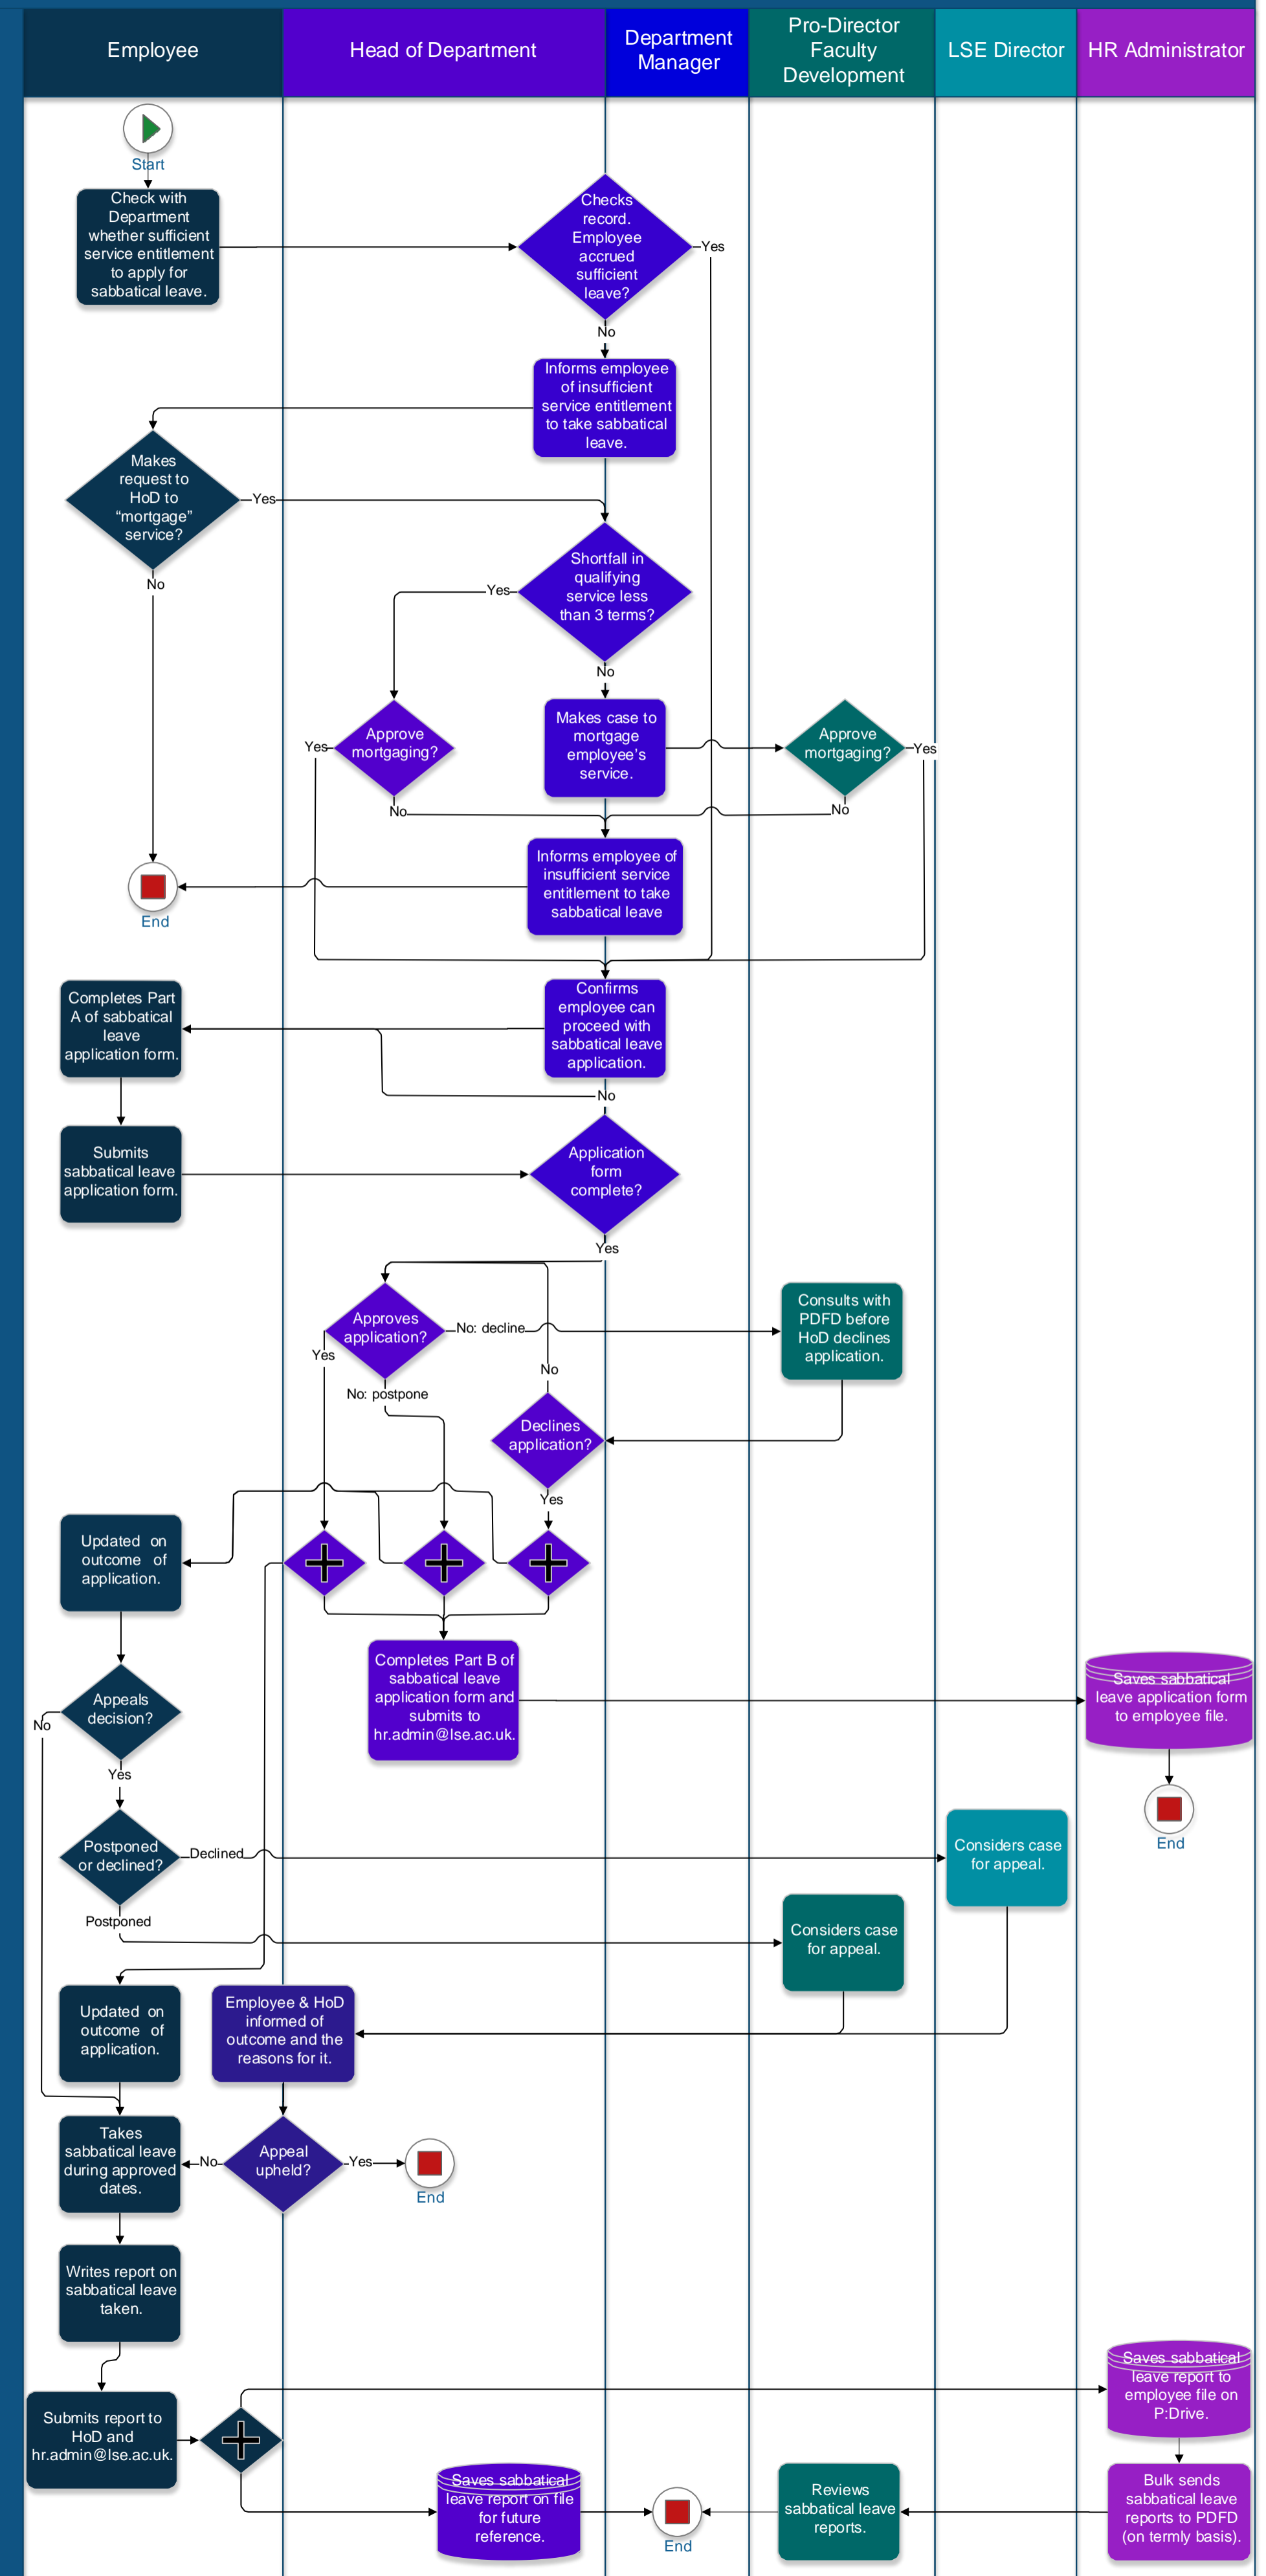 Employee
Head of Department
Department
Manager
Pro-Director
Faculty
Development
LSE Director
HR Administrator
Start
Check with
Department
whether sufficient
service entitlement
to apply for
sabbatical leave.
Checks
record.
Employee
accrued
sufficient
leave?
Yes
No
Informs employee
of insufficient
service entitlement
to take sabbatical
leave.
Makes
request to
HoD to
“mortgage”
service?
Yes
No
Shortfall in
qualifying
service less
than 3 terms?
Yes
No
Approve
mortgaging?
Yes
No
Makes case to
mortgage
employee’s
service.
Approve
mortgaging?
Yes
No
Informs employee of
insufficient service
entitlement to take
sabbatical leave
End
Confirms
employee can
proceed with
sabbatical leave
application.
Completes Part
A of sabbatical
leave
application form.
No
Submits
sabbatical leave
application form.
Application
form
complete?
Yes
Approves
application?
No: decline
Yes
No: postpone
Consults with
PDFD before
HoD declines
application.
No
Declines
application?
Yes
Updated on
outcome of
application.
Completes Part B of
sabbatical leave
application form and
submits to
hr.admin@lse.ac.uk.
Saves sabbatical
leave application form
to employee file.
End
Appeals
decision?
No
Yes
Postponed
or declined?
Declined
Postponed
Considers case
for appeal.
Considers case
for appeal.
Updated on
outcome of
application.
Employee & HoD
informed of
outcome and the
reasons for it.
Takes
sabbatical leave
during approved
dates.
No
Appeal
upheld?
Yes
End
Writes report on
sabbatical leave
taken.
Submits report to
HoD and
hr.admin@lse.ac.uk.
Saves sabbatical
leave report to
employee file on
P:Drive.
Saves sabbatical
leave report on file
for future
reference.
End
Reviews
sabbatical leave
reports.
Bulk sends
sabbatical leave
reports to PDFD
(on termly basis).